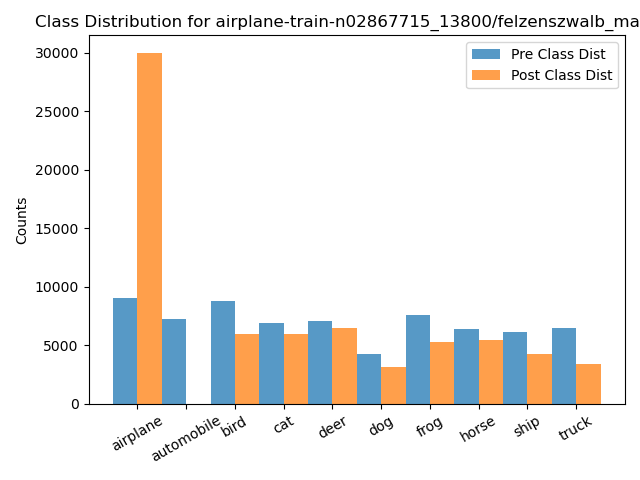 Class Distribution for airplane-train-n02867715_13800/felzenszwalb_ma
Pre Class Dist
Post Class Dist
Counts
30000
25000
20000
15000
10000
5000
0
airplane
automobile
bird
cat
deer
dog
frog
horse
ship
truck